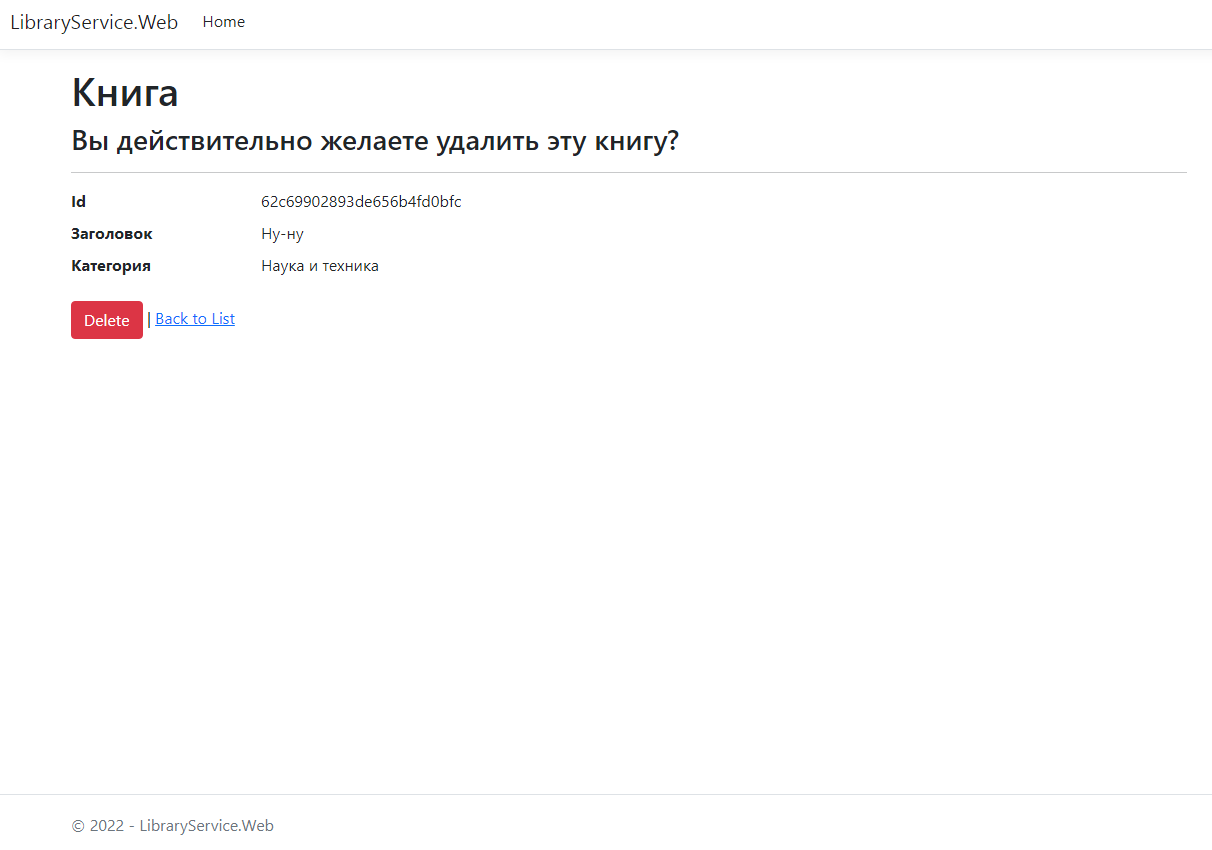 LibraryService.Web Home
Книга
Вы действительно желаете удалить эту книгу?
Id 62c69902893de656b4fd0bfc
Заголовок Ну-ну
Категория Наука и техника
Delete | Back to List
© 2022 - LibraryService.Web